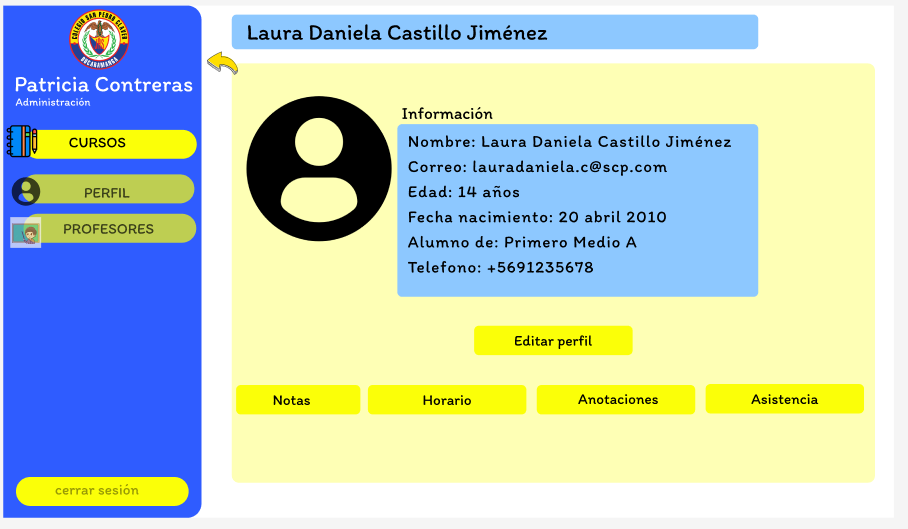 COLEGIO SAN PEDRO CLAVER
BUCARAMANGA
Patricia Contreras
Administración
CURSOS
PERFIL
PROFESORES
cerrar sesión
Laura Daniela Castillo Jiménez
Información
Nombre: Laura Daniela Castillo Jiménez
Correo: lauradaniela.c@scp.com
Edad: 14 años
Fecha nacimiento: 20 abril 2010
Alumno de: Primero Medio A
Telefono: +5691235678
Editar perfil
Notas
Horario
Anotaciones
Asistencia